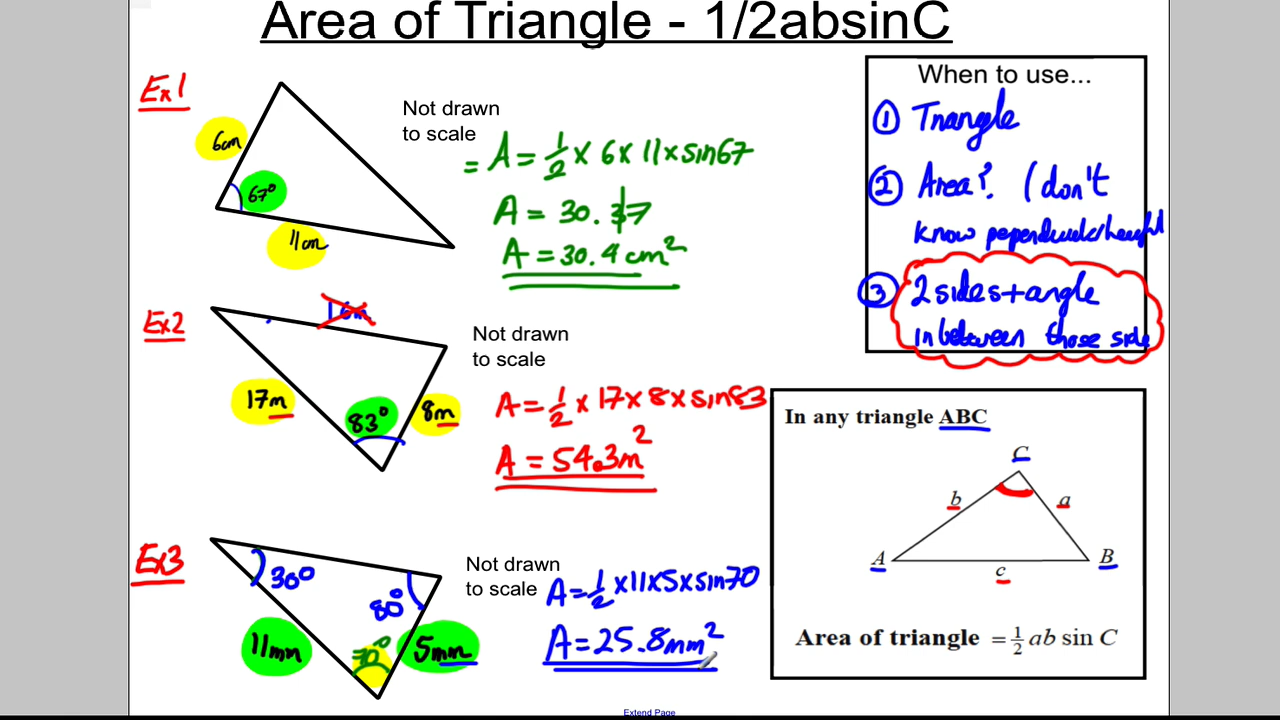 Area of Triangle - 1/2absinC
Ex1
6cm
67°
11cm
Not drawn
to scale
= A = 1/2 × 6 × 11 × sin67
A = 30.37
A = 30.4 cm²
When to use...
① Triangle
② Area? (don't
know
③ 2 sides + angle
in between those side
Ex2
17m
83°
8m
Not drawn
to scale
A = 1/2 × 17 × 8 × sin83
A = 54.3m²
In any triangle ABC
C
b
a
A
B
c
Area of triangle = 1/2 ab sin C
Ex3
30°
80°
11mm
70°
5mm
Not drawn
to scale
A = 1/2 × 11 × 5 × sin70
A = 25.8mm²
Extend Page